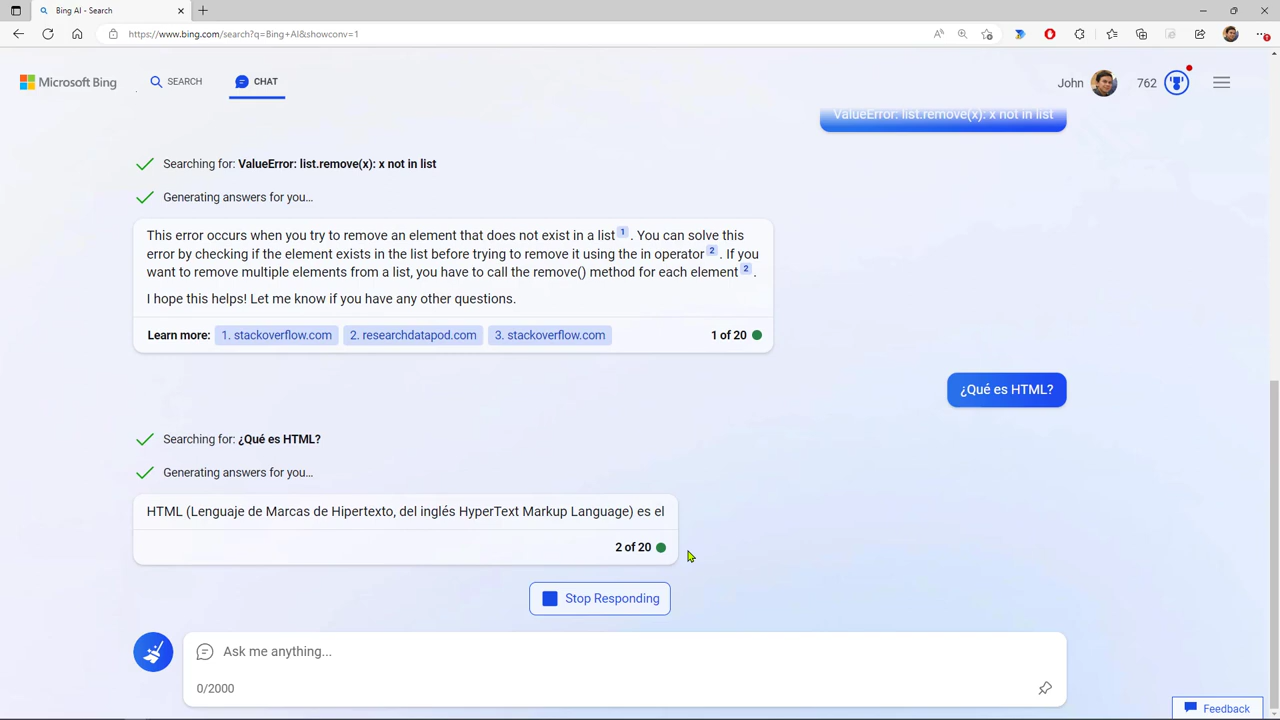 Bing AI - Search
https://www.bing.com/search?q=Bing+AI&showconv=1
Microsoft Bing
SEARCH
CHAT
John
762
ValueError: list.remove(x): x not in list
Searching for: ValueError: list.remove(x): x not in list
Generating answers for you...
This error occurs when you try to remove an element that does not exist in a list 1 . You can solve this
error by checking if the element exists in the list before trying to remove it using the in operator 2 . If you
want to remove multiple elements from a list, you have to call the remove() method for each element 2 .
I hope this helps! Let me know if you have any other questions.
Learn more: 1. stackoverflow.com 2. researchdatapod.com 3. stackoverflow.com 1 of 20
¿Qué es HTML?
Searching for: ¿Qué es HTML?
Generating answers for you...
HTML (Lenguaje de Marcas de Hipertexto, del inglés HyperText Markup Language) es el
2 of 20
Stop Responding
Ask me anything...
0/2000
Feedback